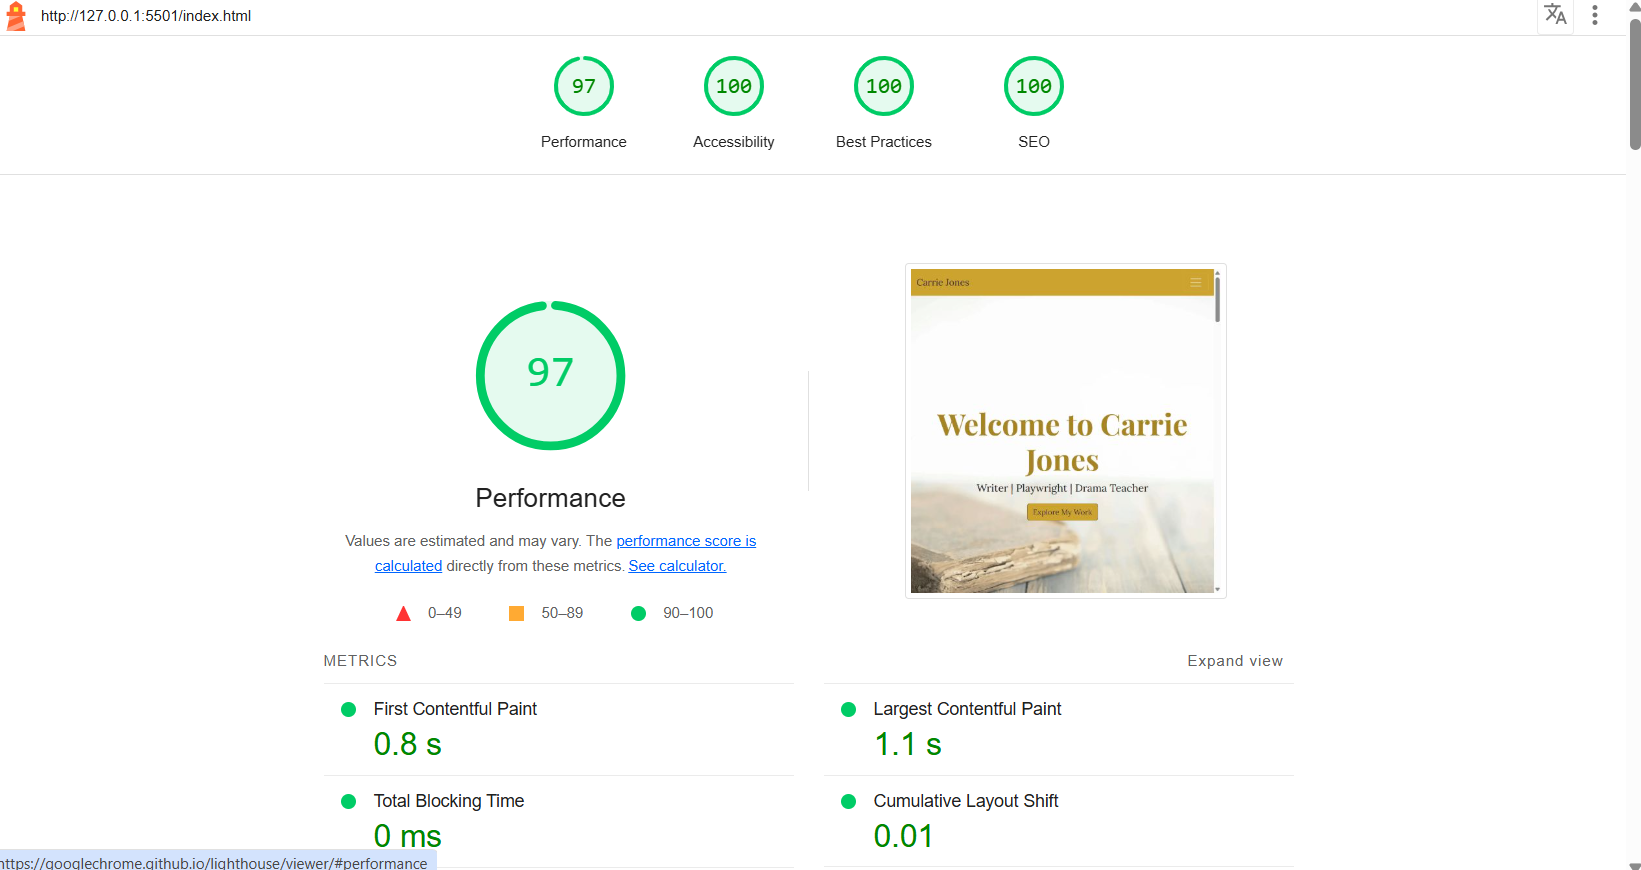 http://127.0.0.1:5501/index.html
97
100
100
100
Performance
Accessibility
Best Practices
SEO
97
Performance
Values are estimated and may vary. The performance score is
calculated directly from these metrics. See calculator.
0–49
50–89
90–100
Carrie Jones
Welcome to Carrie
Jones
Writer | Playwright | Drama Teacher
Explore My Work
METRICS
Expand view
First Contentful Paint
0.8 s
Largest Contentful Paint
1.1 s
Total Blocking Time
0 ms
Cumulative Layout Shift
0.01
https://googlechrome.github.io/lighthouse/viewer/#performance